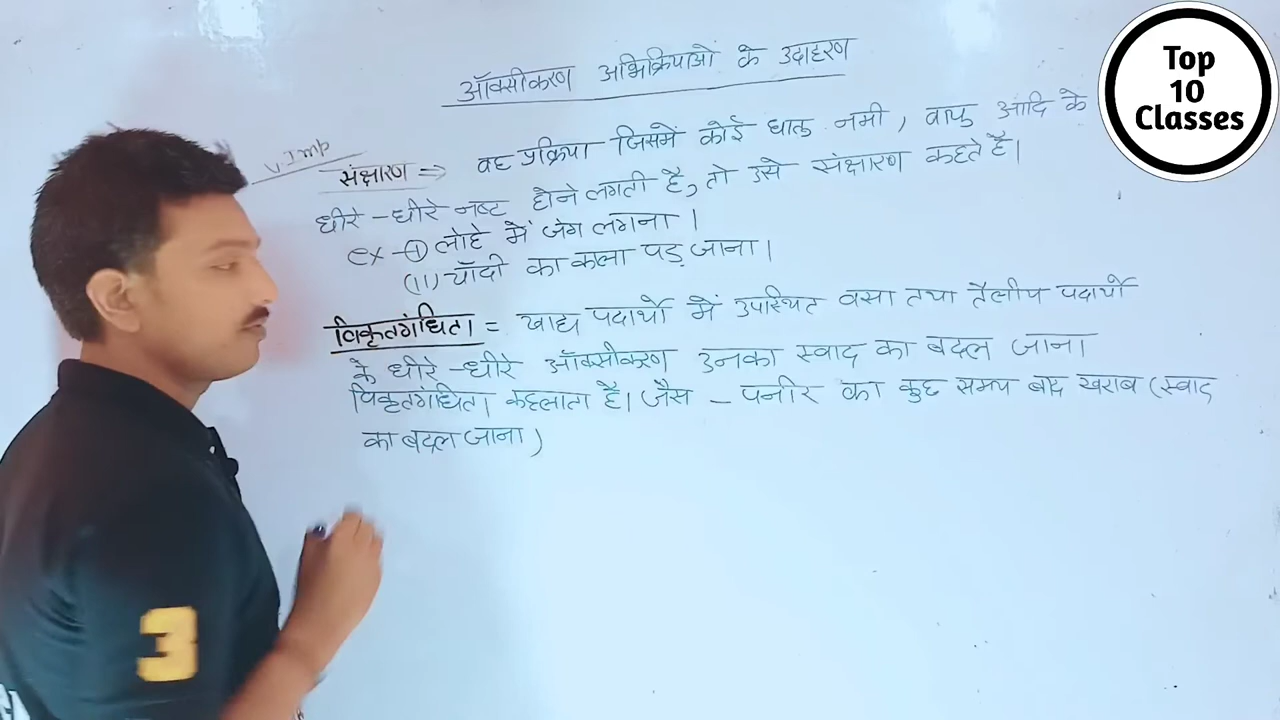 Top
10
Classes
ऑक्सीकरण अभिक्रियाओं के उदाहरण
V Imp
संक्षारण ⇒ वह प्रक्रिया जिसमें कोई धातु नमी, वायु आदि के
धीरे-धीरे नष्ट होने लगती है, तो उसे संक्षारण कहते हैं।
ex - ① लोहे में जंग लगना।
(II) चाँदी का कला पड़ जाना।
विकृतगंधिता = खाद्य पदार्थो में उपस्थित वसा तथा तैलीय पदार्थो
के धीरे-धीरे ऑक्सीकरण उनका स्वाद का बदल जाना
विकृतगंधिता कहलाता है। जैस - पनीर का कुछ समय बाद खराब (स्वाद
का बदल जाना)
3